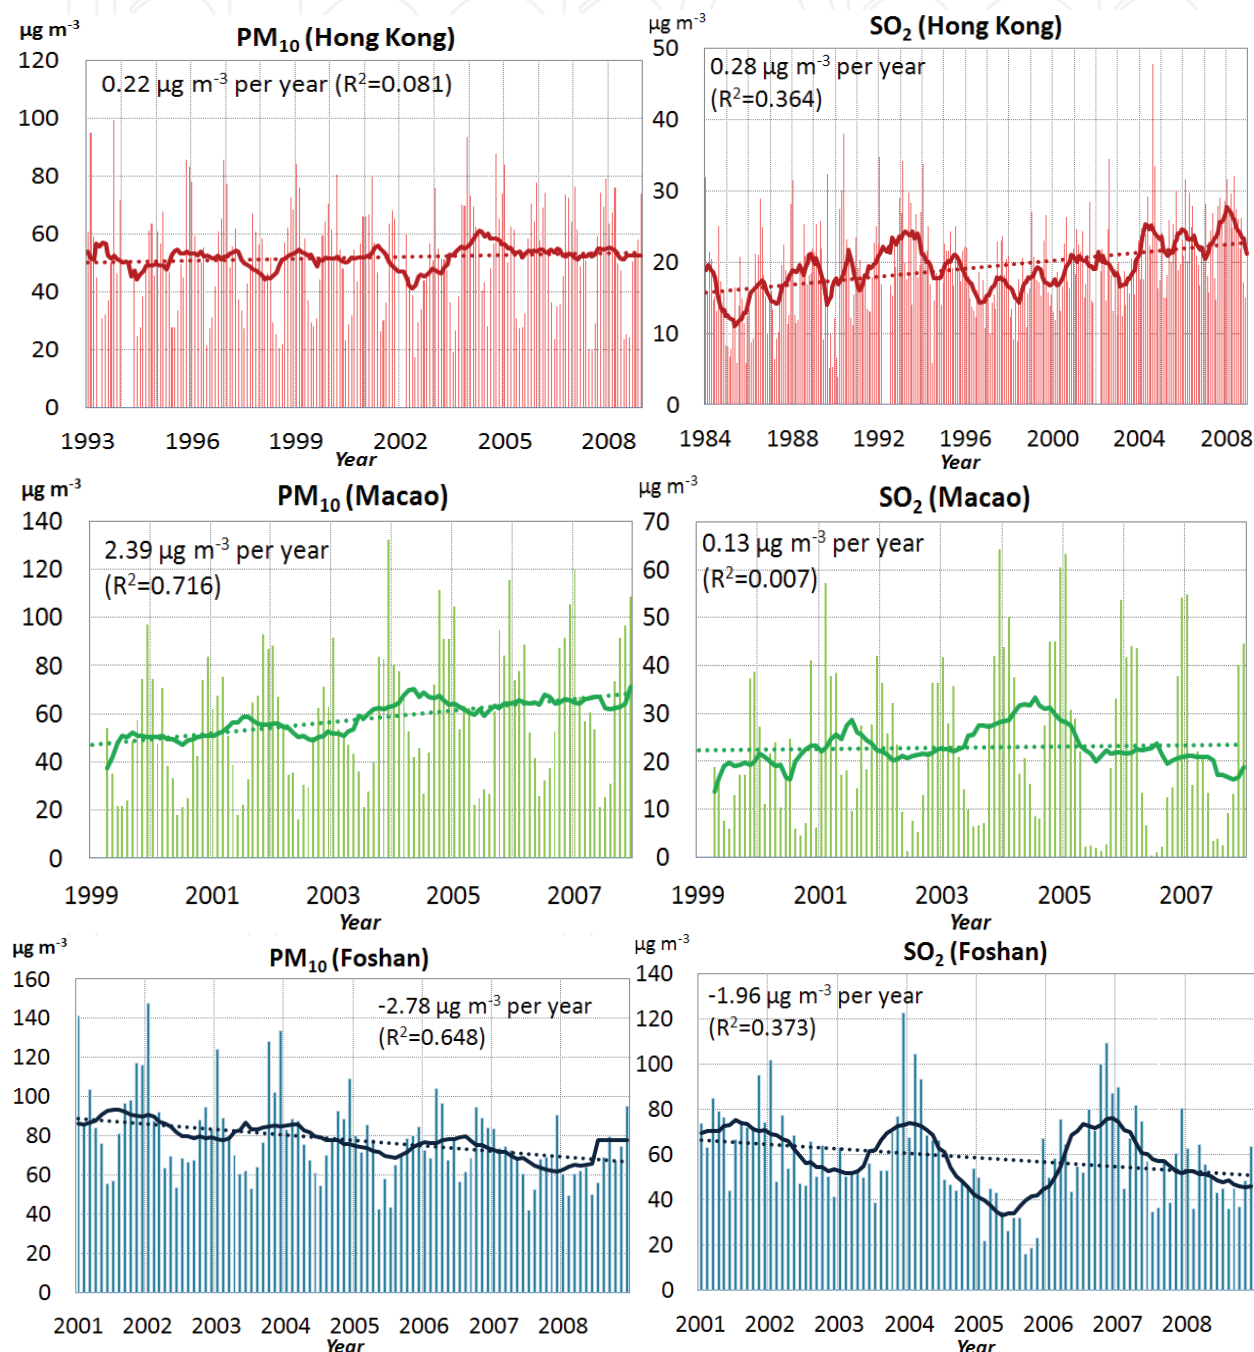 µg m⁻³
PM₁₀ (Hong Kong)
0.22 µg m⁻³ per year (R²=0.081)
120
100
80
60
40
20
0
1993 1996 1999 2002 2005 2008
Year
µg m⁻³
SO₂ (Hong Kong)
0.28 µg m⁻³ per year
(R²=0.364)
50
40
30
20
10
0
1984 1988 1992 1996 2000 2004 2008
Year
µg m⁻³
PM₁₀ (Macao)
2.39 µg m⁻³ per year
(R²=0.716)
140
120
100
80
60
40
20
0
1999 2001 2003 2005 2007
Year
µg m⁻³
SO₂ (Macao)
0.13 µg m⁻³ per year
(R²=0.007)
70
60
50
40
30
20
10
0
1999 2001 2003 2005 2007
Year
µg m⁻³
PM₁₀ (Foshan)
-2.78 µg m⁻³ per year
(R²=0.648)
160
140
120
100
80
60
40
20
0
2001 2002 2003 2004 2005 2006 2007 2008
Year
µg m⁻³
SO₂ (Foshan)
-1.96 µg m⁻³ per year
(R²=0.373)
140
120
100
80
60
40
20
0
2001 2002 2003 2004 2005 2006 2007 2008
Year